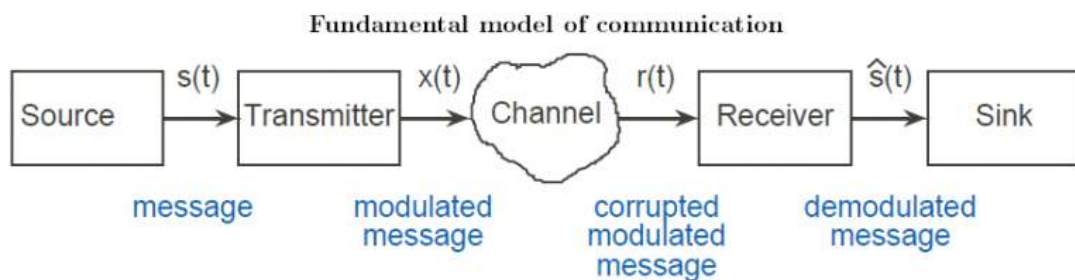 Fundamental model of communication
s(t) x(t) r(t) ŝ(t)
Source Transmitter Channel Receiver Sink
message modulated corrupted demodulated
message modulated message
message